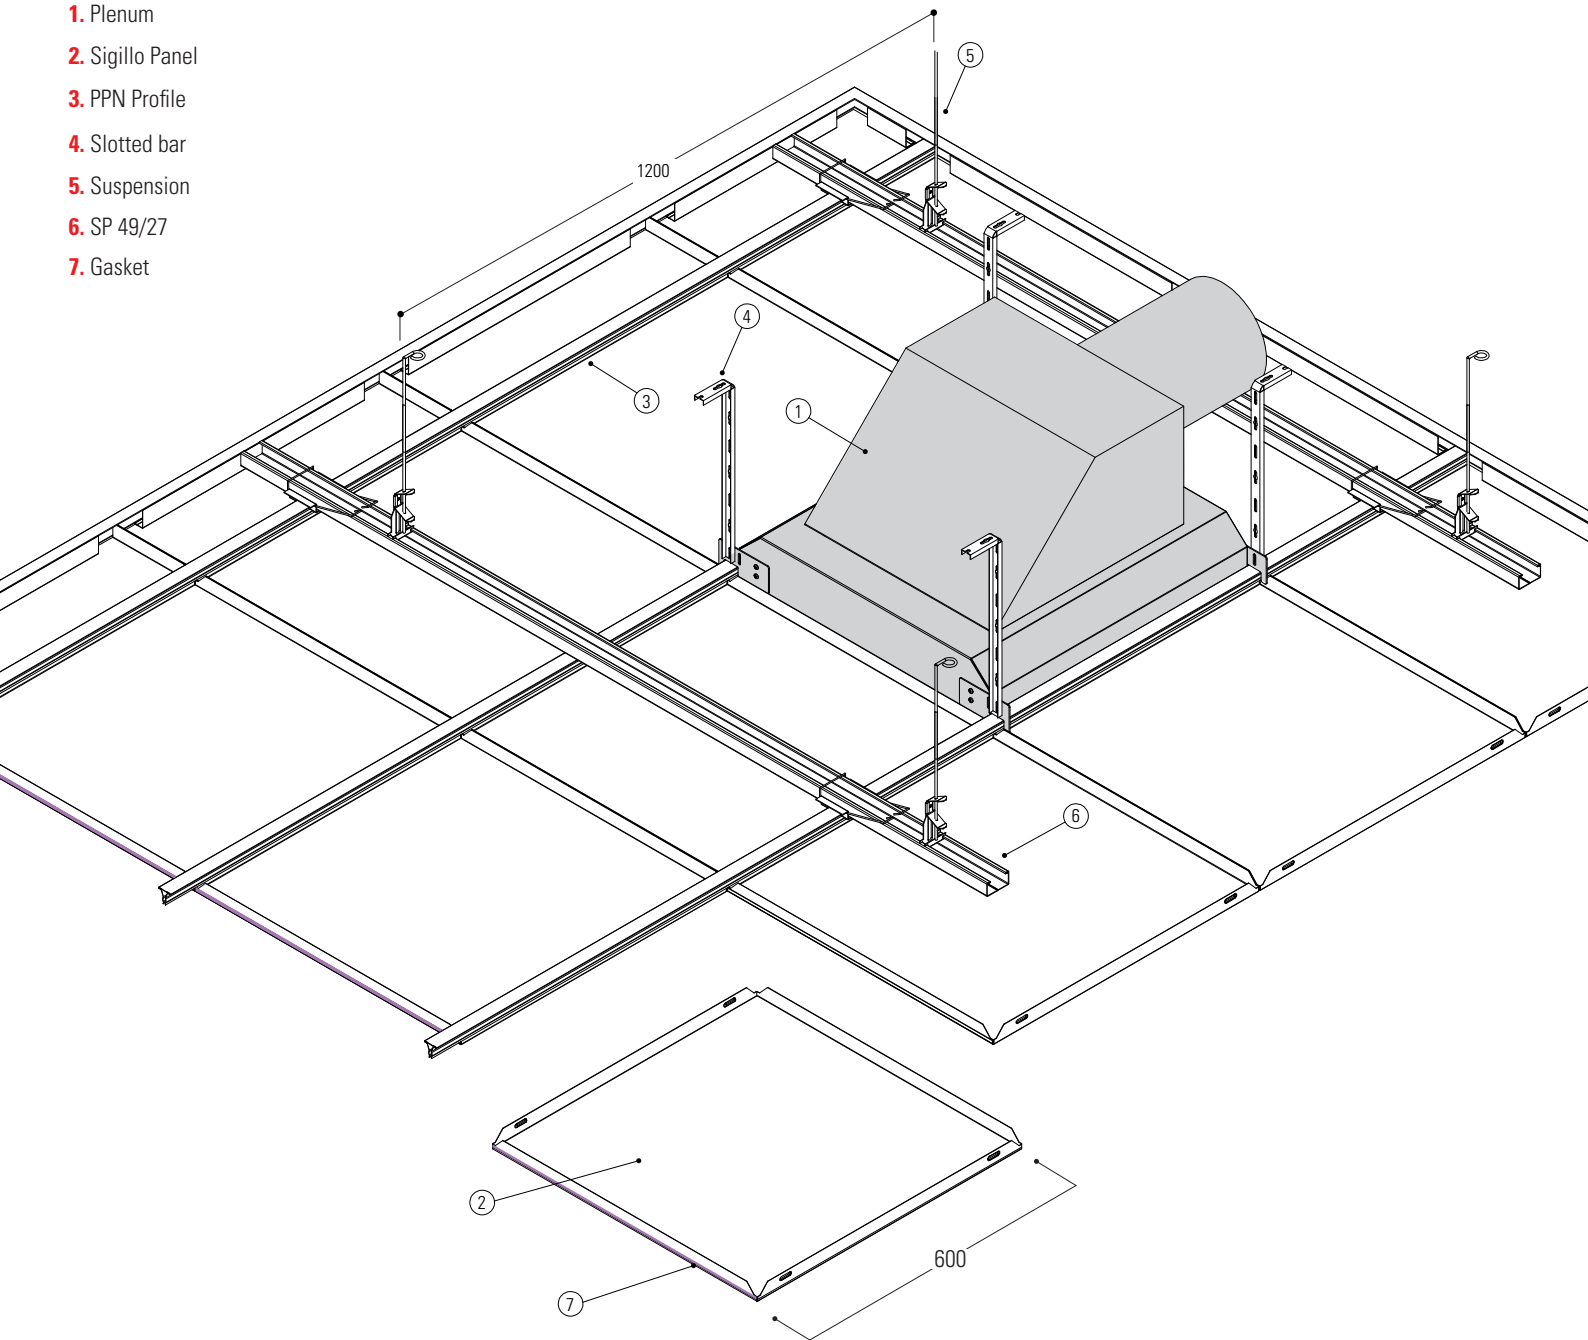 1. Plenum
2. Sigillo Panel
3. PPN Profile
4. Slotted bar
5. Suspension
6. SP 49/27
7. Gasket
5
1200
4
3
1
6
2
600
7